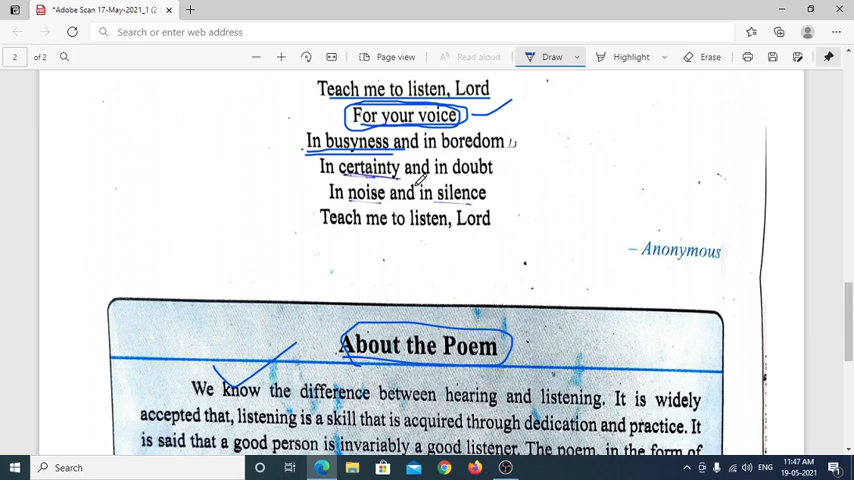 *Adobe Scan 17-May-2021_1 (2
Search or view web address
2 of 2
Page view
Read aloud
Draw
Highlight
Erase
Teach me to listen, Lord
For your voice
In busyness and in boredom
In certainty and in doubt
In noise and in silence
Teach me to listen, Lord
– Anonymous
About the Poem
We know the difference between hearing and listening. It is widely
accepted that, listening is a skill that is acquired through dedication and practice. It
is said that a good person is invariably a good listener. The poem, in the form of
Search
ENG
11:47 AM
19-05-2021